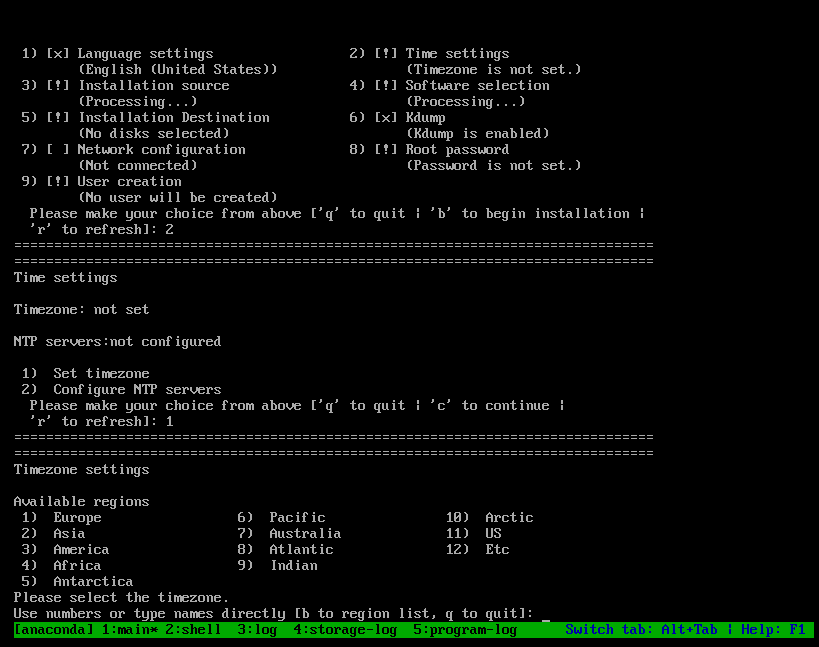 1) [x] Language settings                 2) [!] Time settings
       (English (United States))                (Timezone is not set.)
3) [!] Installation source               4) [!] Software selection
       (Processing...)                          (Processing...)
5) [!] Installation Destination          6) [x] Kdump
       (No disks selected)                      (Kdump is enabled)
7) [ ] Network configuration             8) [!] Root password
       (Not connected)                          (Password is not set.)
9) [!] User creation
       (No user will be created)
  Please make your choice from above ['q' to quit | 'b' to begin installation |
  'r' to refresh]: 2
================================================================================
================================================================================
Time settings
Timezone: not set
NTP servers:not configured
 1)  Set timezone
 2)  Configure NTP servers
  Please make your choice from above ['q' to quit | 'c' to continue |
  'r' to refresh]: 1
================================================================================
================================================================================
Timezone settings
Available regions
 1)  Europe                 6)  Pacific               10)  Arctic
 2)  Asia                   7)  Australia             11)  US
 3)  America                8)  Atlantic              12)  Etc
 4)  Africa                 9)  Indian
 5)  Antarctica
Please select the timezone.
Use numbers or type names directly [b to region list, q to quit]: _
[anaconda] 1:main* 2:shell  3:log  4:storage-log  5:program-log      Switch tab: Alt+Tab | Help: F1